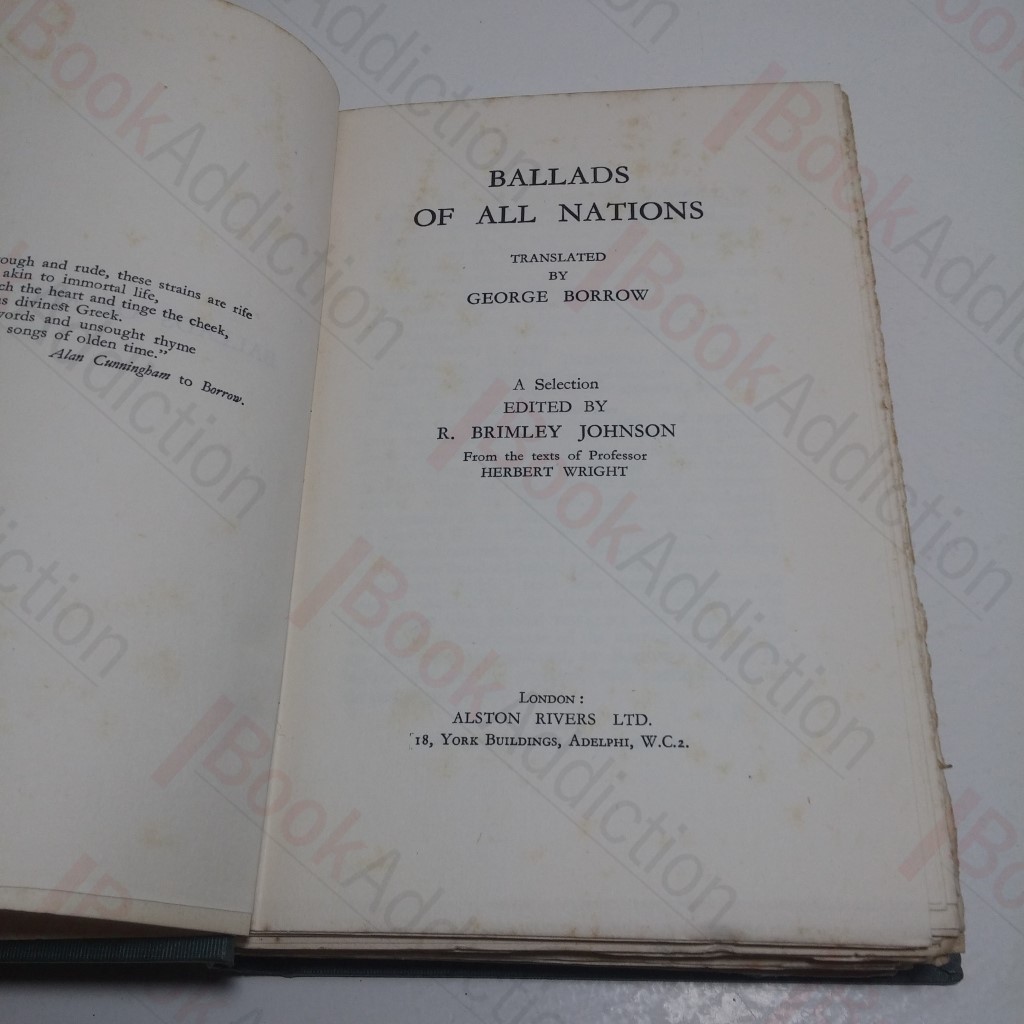 ough and rude, these strains are rife
akin to immortal life,
ch the heart and tinge the cheek,
s divinest Greek.
words and unsought rhyme
songs of olden time."
Alan Cunningham to Borrow.
BALLADS
OF ALL NATIONS
TRANSLATED
BY
GEORGE BORROW
A Selection
EDITED BY
R. BRIMLEY JOHNSON
From the texts of Professor
HERBERT WRIGHT
LONDON:
ALSTON RIVERS LTD.
18, YORK BUILDINGS, ADELPHI, W.C.2.
BookAddiction